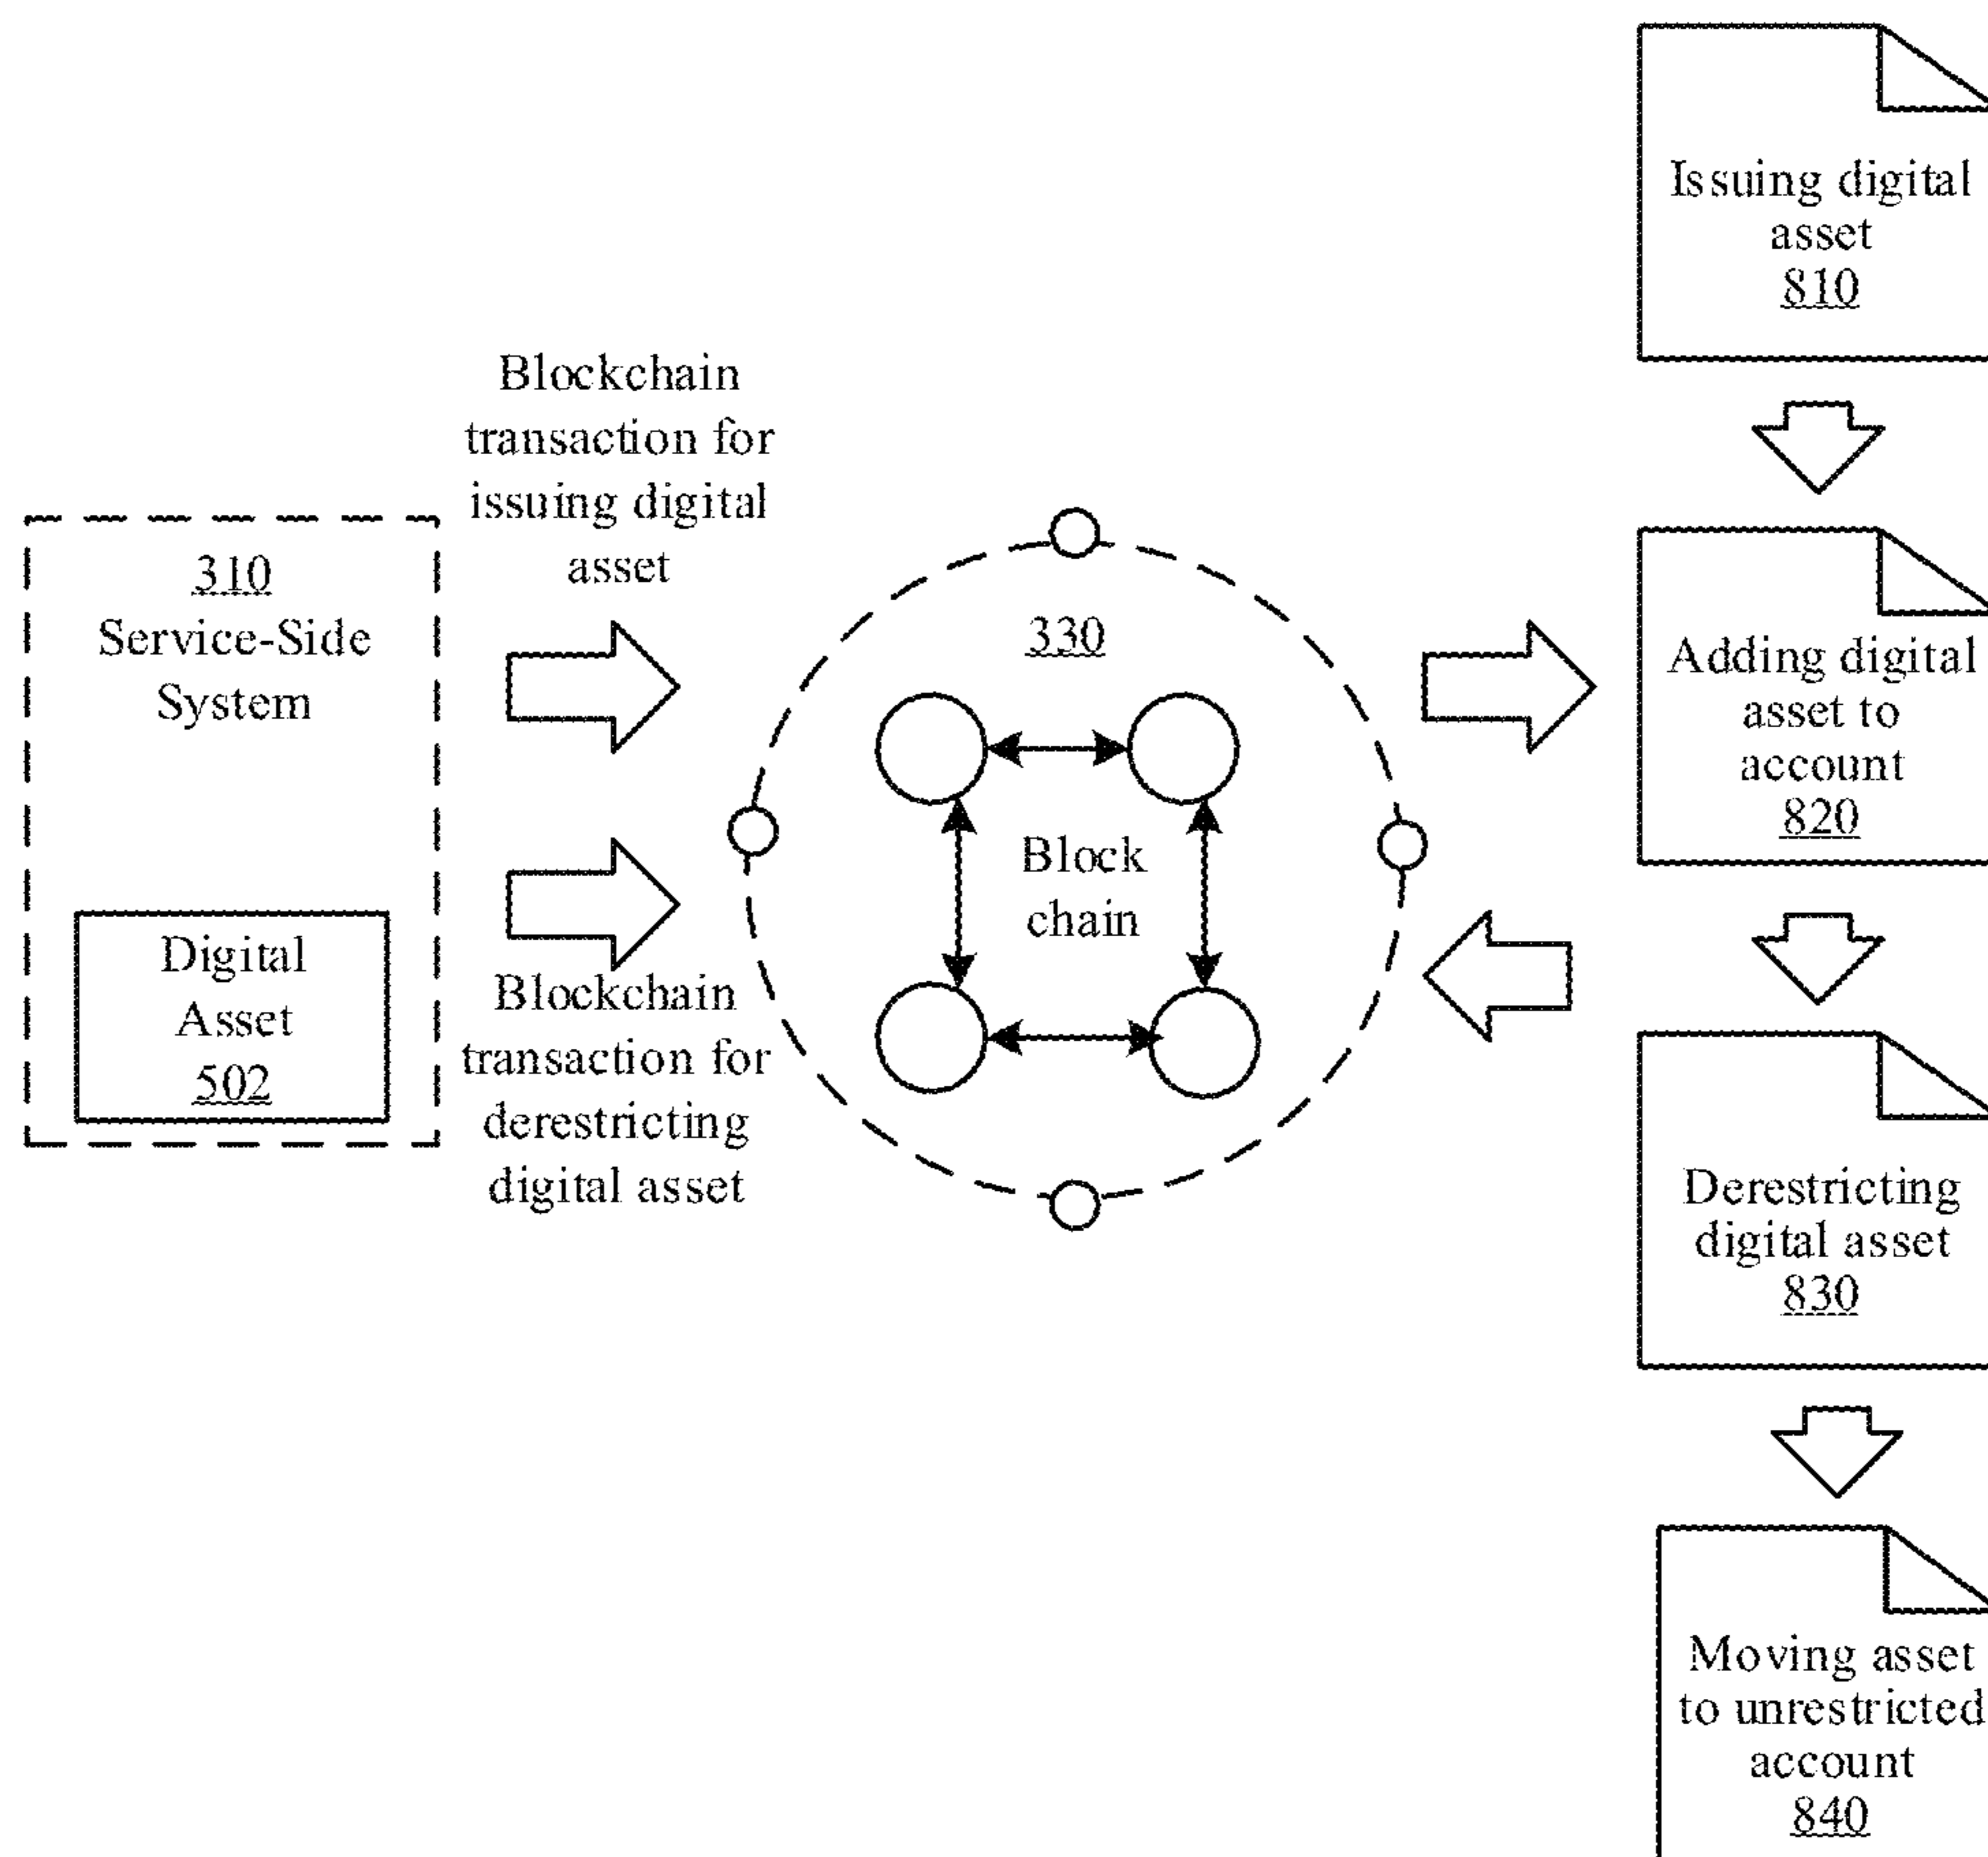 310
Service-Side
System
Digital
Asset
502
Blockchain
transaction for
issuing digital
asset
Blockchain
transaction for
derestricting
digital asset
330
Block
chain
Issuing digital
asset
810
Adding digital
asset to
account
820
Derestricting
digital asset
830
Moving asset
to unrestricted
account
840